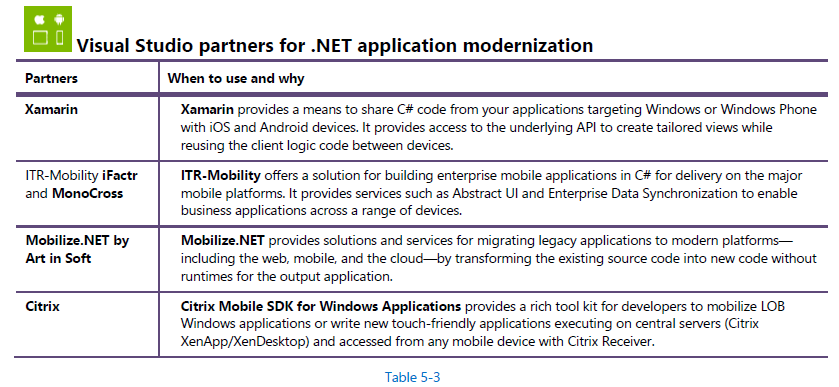 Visual Studio partners for .NET application modernization
Partners
When to use and why
Xamarin
Xamarin provides a means to share C# code from your applications targeting Windows or Windows Phone
with iOS and Android devices. It provides access to the underlying API to create tailored views while
reusing the client logic code between devices.
ITR-Mobility iFactr
and MonoCross
ITR-Mobility offers a solution for building enterprise mobile applications in C# for delivery on the major
mobile platforms. It provides services such as Abstract UI and Enterprise Data Synchronization to enable
business applications across a range of devices.
Mobilize.NET by
Art in Soft
Mobilize.NET provides solutions and services for migrating legacy applications to modern platforms—
including the web, mobile, and the cloud—by transforming the existing source code into new code without
runtimes for the output application.
Citrix
Citrix Mobile SDK for Windows Applications provides a rich tool kit for developers to mobilize LOB
Windows applications or write new touch-friendly applications executing on central servers (Citrix
XenApp/XenDesktop) and accessed from any mobile device with Citrix Receiver.
Table 5-3